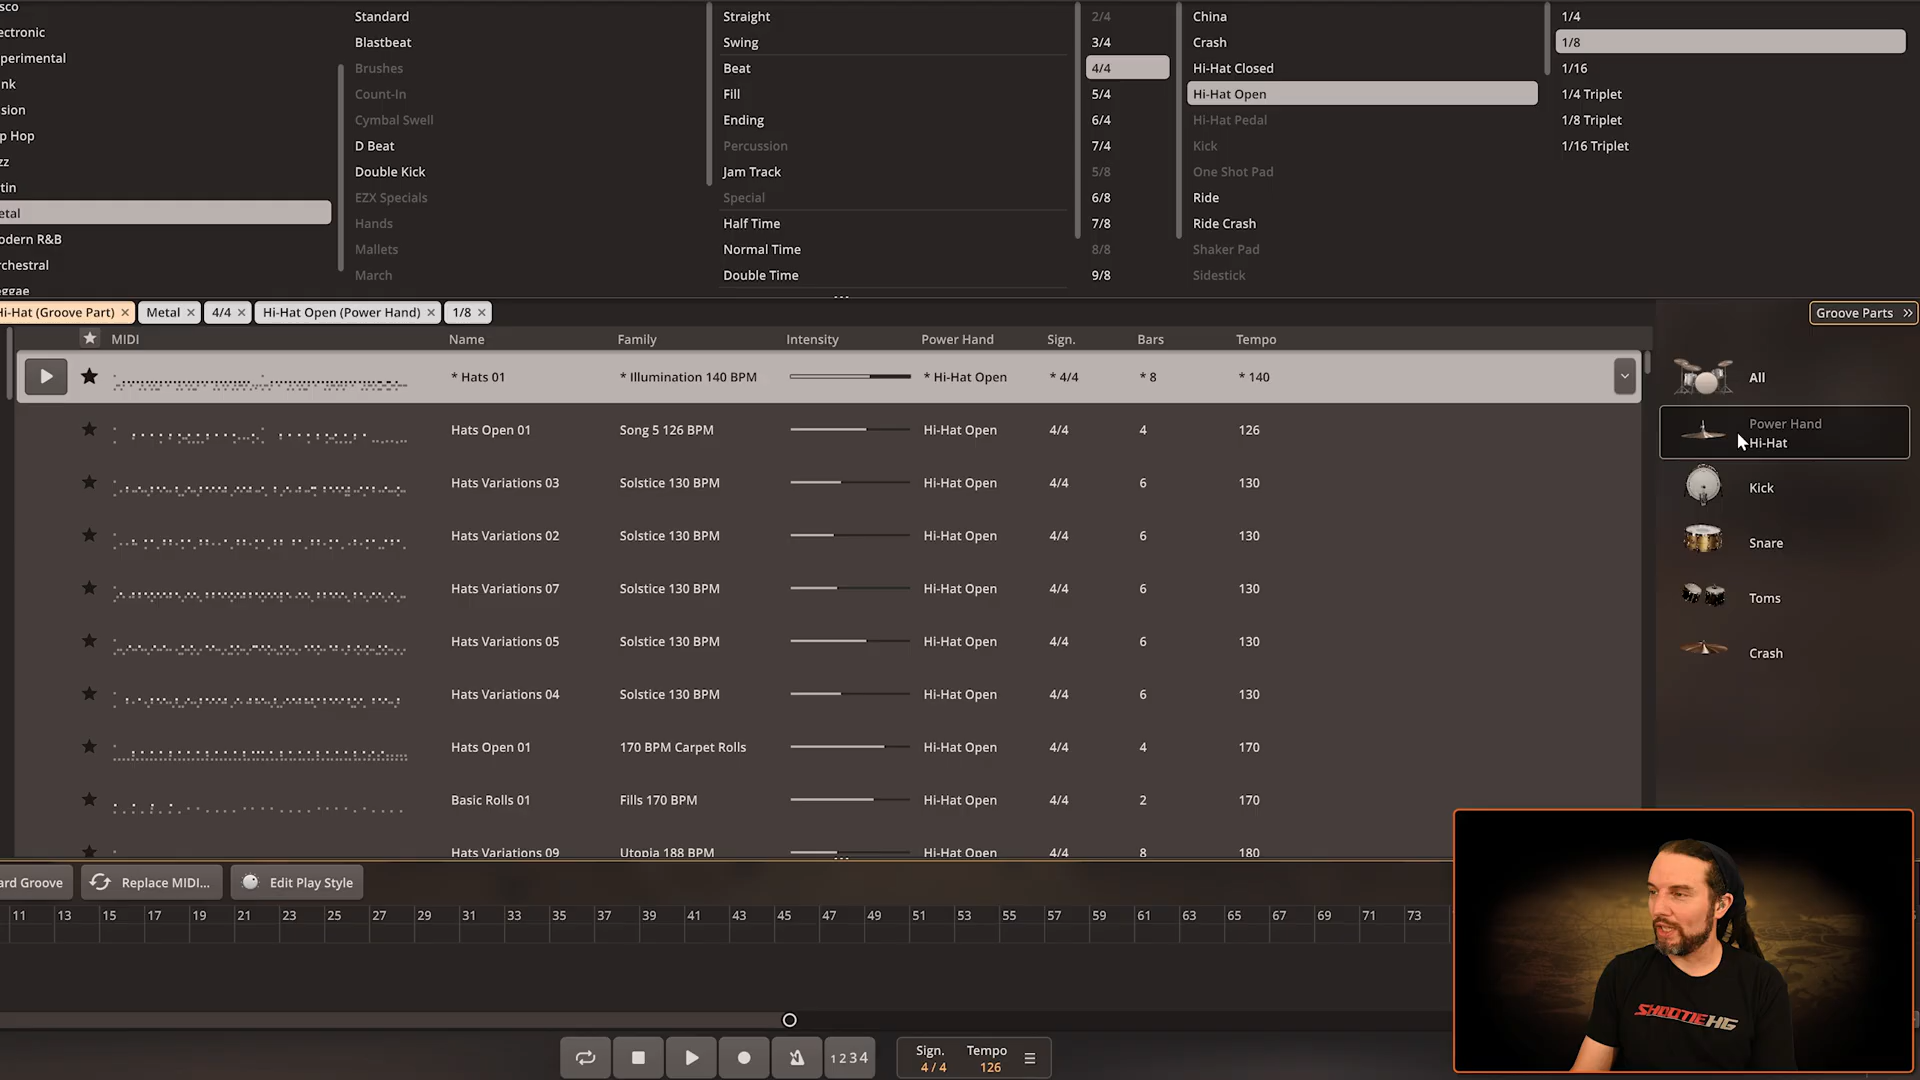 sco
ectronic
perimental
nk
sion
p Hop
zz
tin
etal
odern R&B
rchestral
eggae
Standard
Blastbeat
Brushes
Count-In
Cymbal Swell
D Beat
Double Kick
EZX Specials
Hands
Mallets
March
Straight
Swing
Beat
Fill
Ending
Percussion
Jam Track
Special
Half Time
Normal Time
Double Time
2/4
3/4
4/4
5/4
6/4
7/4
5/8
6/8
7/8
8/8
9/8
China
Crash
Hi-Hat Closed
Hi-Hat Open
Hi-Hat Pedal
Kick
One Shot Pad
Ride
Ride Crash
Shaker Pad
Sidestick
1/4
1/8
1/16
1/4 Triplet
1/8 Triplet
1/16 Triplet
Hi-Hat (Groove Part) × Metal × 4/4 × Hi-Hat Open (Power Hand) × 1/8 ×
Groove Parts »
MIDI Name Family Intensity Power Hand Sign. Bars Tempo
* Hats 01 * Illumination 140 BPM * Hi-Hat Open * 4/4 * 8 * 140
Hats Open 01 Song 5 126 BPM Hi-Hat Open 4/4 4 126
Hats Variations 03 Solstice 130 BPM Hi-Hat Open 4/4 6 130
Hats Variations 02 Solstice 130 BPM Hi-Hat Open 4/4 6 130
Hats Variations 07 Solstice 130 BPM Hi-Hat Open 4/4 6 130
Hats Variations 05 Solstice 130 BPM Hi-Hat Open 4/4 6 130
Hats Variations 04 Solstice 130 BPM Hi-Hat Open 4/4 6 130
Hats Open 01 170 BPM Carpet Rolls Hi-Hat Open 4/4 4 170
Basic Rolls 01 Fills 170 BPM Hi-Hat Open 4/4 2 170
Hats Variations 09 Utopia 188 BPM Hi-Hat Open 4/4 8 180
All
Power Hand
Hi-Hat
Kick
Snare
Toms
Crash
ard Groove Replace MIDI... Edit Play Style
11 13 15 17 19 21 23 25 27 29 31 33 35 37 39 41 43 45 47 49 51 53 55 57 59 61 63 65 67 69 71 73
SHOOTIEHG
1234
Sign. Tempo
4 / 4 126